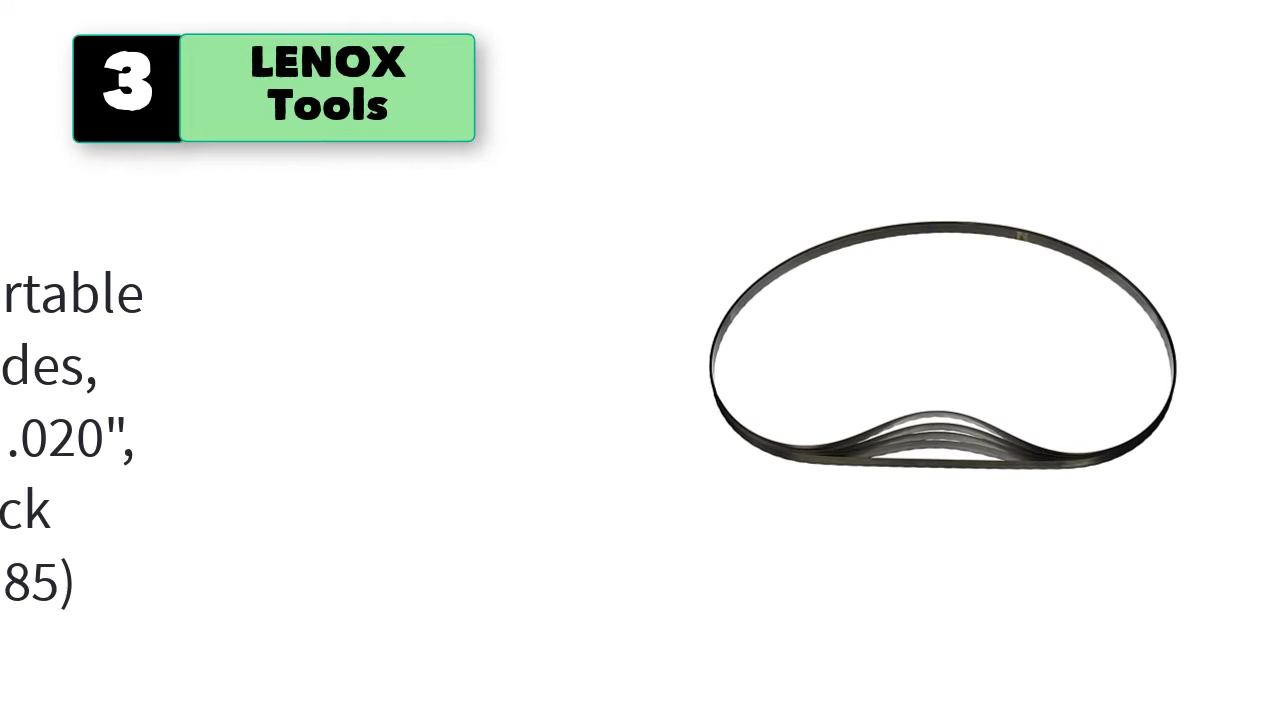 3
LENOX
Tools
rtable
des,
.020",
ck
85)